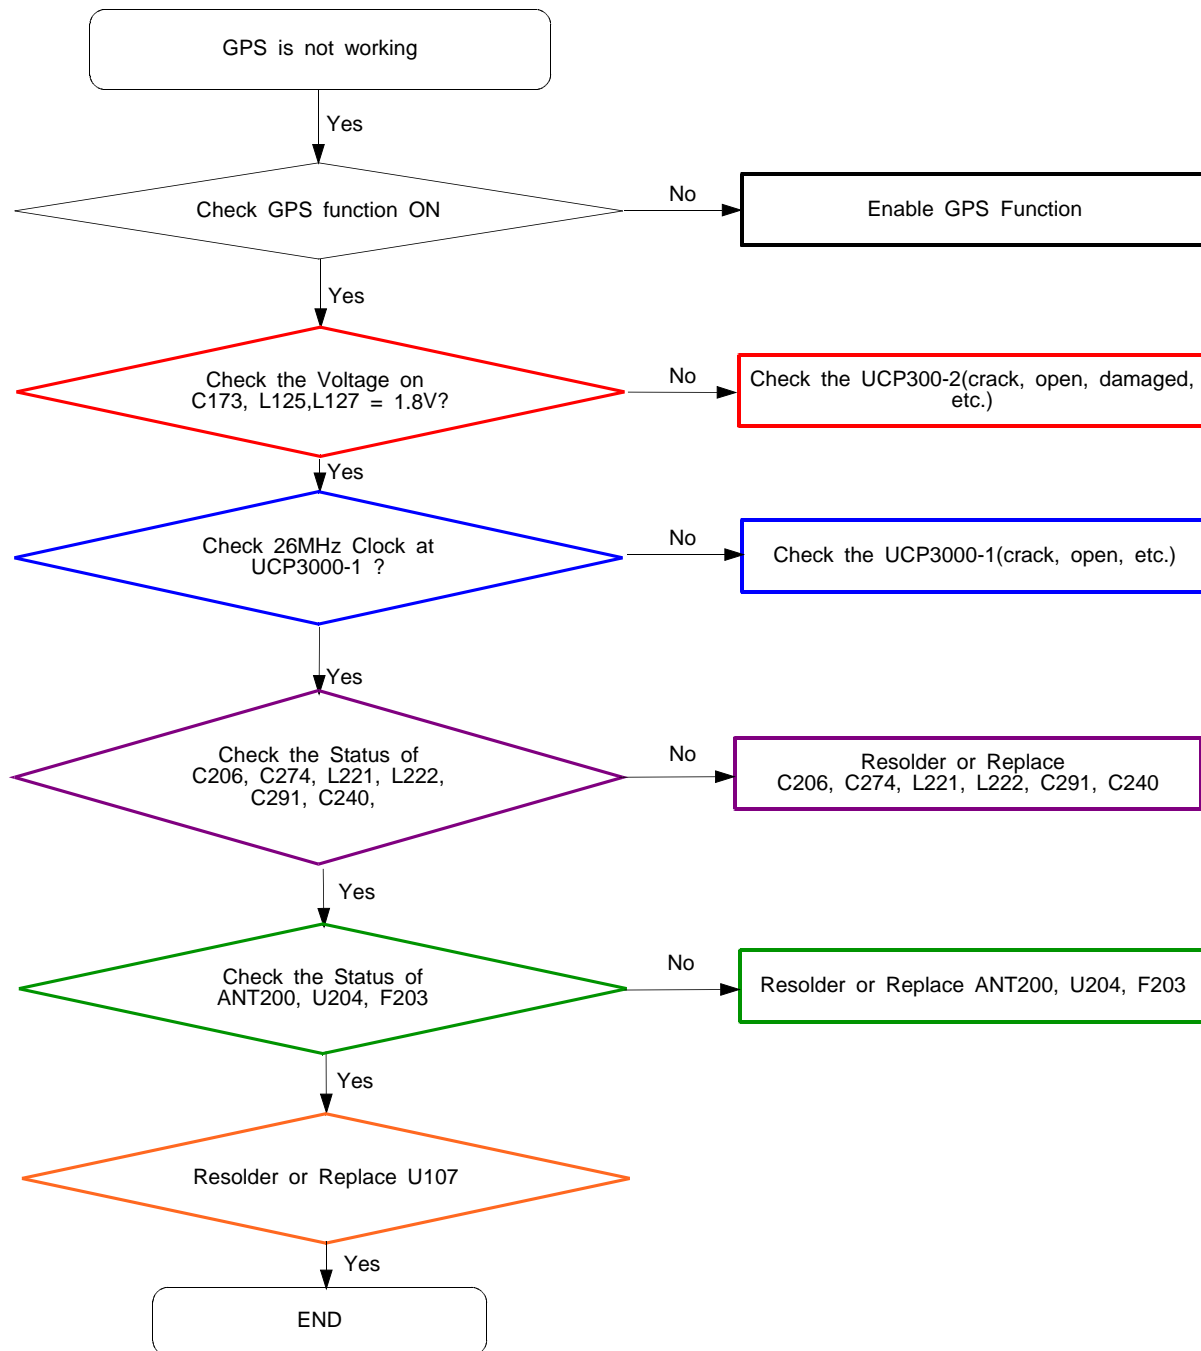 GPS is not working
Yes
Check GPS function ON
No
Enable GPS Function
Yes
Check the Voltage on
C173, L125,L127 = 1.8V?
No
Check the UCP300-2(crack, open, damaged,
etc.)
Yes
Check 26MHz Clock at
UCP3000-1 ?
No
Check the UCP3000-1(crack, open, etc.)
Yes
Check the Status of
C206, C274, L221, L222,
C291, C240,
No
Resolder or Replace
C206, C274, L221, L222, C291, C240
Yes
Check the Status of
ANT200, U204, F203
No
Resolder or Replace ANT200, U204, F203
Yes
Resolder or Replace U107
Yes
END